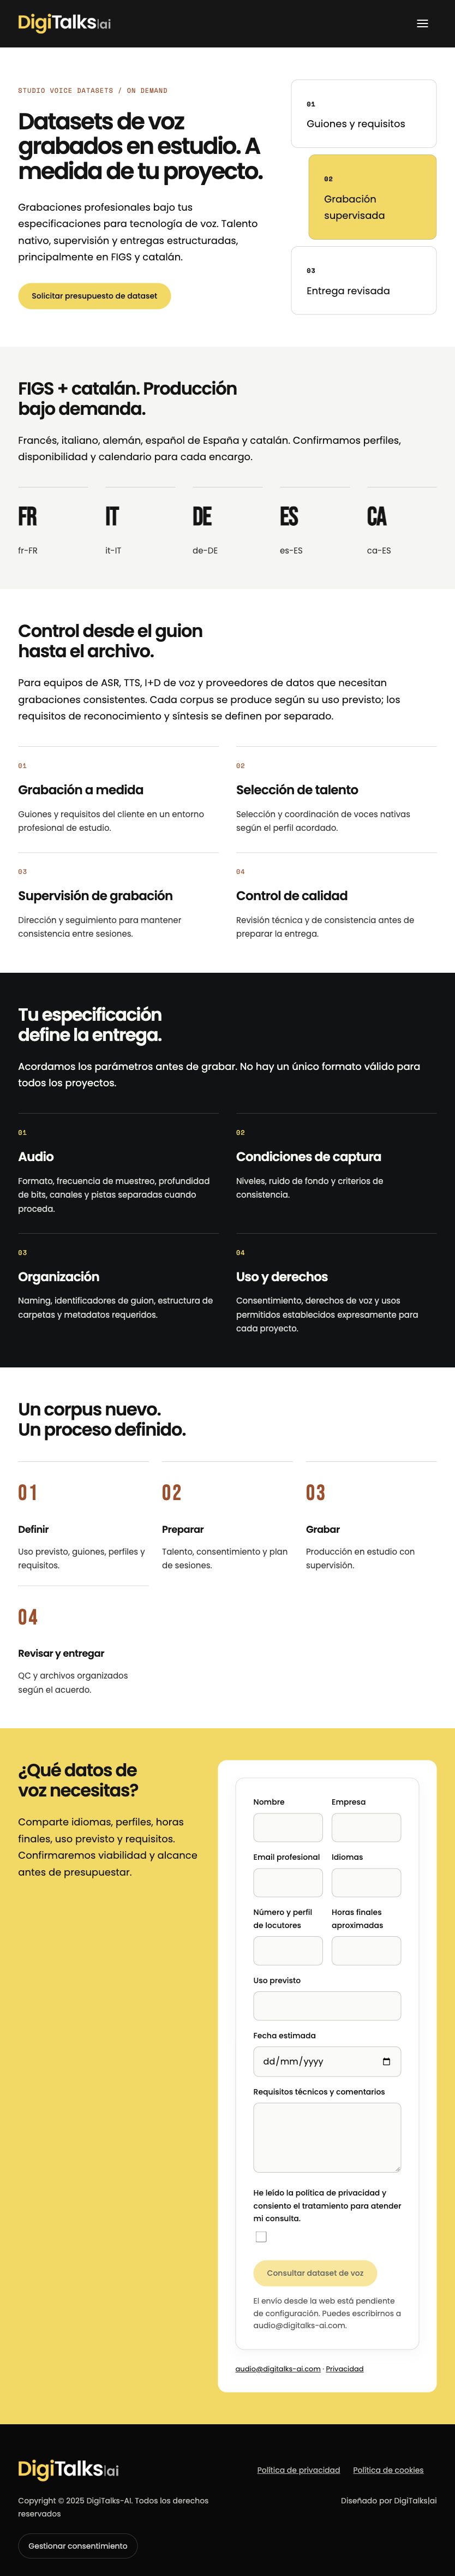 DigiTalks|ai
STUDIO VOICE DATASETS / ON DEMAND
Datasets de voz
grabados en estudio. A
medida de tu proyecto.
Grabaciones profesionales bajo tus
especificaciones para tecnología de voz. Talento
nativo, supervisión y entregas estructuradas,
principalmente en FIGS y catalán.
Solicitar presupuesto de dataset
01
Guiones y requisitos
02
Grabación
supervisada
03
Entrega revisada
FIGS + catalán. Producción
bajo demanda.
Francés, italiano, alemán, español de España y catalán. Confirmamos perfiles,
disponibilidad y calendario para cada encargo.
FR
fr-FR
IT
it-IT
DE
de-DE
ES
es-ES
CA
ca-ES
Control desde el guion
hasta el archivo.
Para equipos de ASR, TTS, I+D de voz y proveedores de datos que necesitan
grabaciones consistentes. Cada corpus se produce según su uso previsto; los
requisitos de reconocimiento y síntesis se definen por separado.
01
Grabación a medida
Guiones y requisitos del cliente en un entorno
profesional de estudio.
02
Selección de talento
Selección y coordinación de voces nativas
según el perfil acordado.
03
Supervisión de grabación
Dirección y seguimiento para mantener
consistencia entre sesiones.
04
Control de calidad
Revisión técnica y de consistencia antes de
preparar la entrega.
Tu especificación
define la entrega.
Acordamos los parámetros antes de grabar. No hay un único formato válido para
todos los proyectos.
01
Audio
Formato, frecuencia de muestreo, profundidad
de bits, canales y pistas separadas cuando
proceda.
02
Condiciones de captura
Niveles, ruido de fondo y criterios de
consistencia.
03
Organización
Naming, identificadores de guion, estructura de
carpetas y metadatos requeridos.
04
Uso y derechos
Consentimiento, derechos de voz y usos
permitidos establecidos expresamente para
cada proyecto.
Un corpus nuevo.
Un proceso definido.
01
Definir
Uso previsto, guiones, perfiles y
requisitos.
02
Preparar
Talento, consentimiento y plan
de sesiones.
03
Grabar
Producción en estudio con
supervisión.
04
Revisar y entregar
QC y archivos organizados
según el acuerdo.
¿Qué datos de
voz necesitas?
Comparte idiomas, perfiles, horas
finales, uso previsto y requisitos.
Confirmaremos viabilidad y alcance
antes de presupuestar.
Nombre
Empresa
Email profesional
Idiomas
Número y perfil
de locutores
Horas finales
aproximadas
Uso previsto
Fecha estimada
dd/mm/yyyy
Requisitos técnicos y comentarios
He leído la política de privacidad y
consiento el tratamiento para atender
mi consulta.
Consultar dataset de voz
El envío desde la web está pendiente
de configuración. Puedes escribirnos a
audio@digitalks-ai.com.
audio@digitalks-ai.com · Privacidad
DigiTalks|ai
Política de privacidad
Política de cookies
Copyright © 2025 DigiTalks-AI. Todos los derechos
reservados
Diseñado por DigiTalks|ai
Gestionar consentimiento